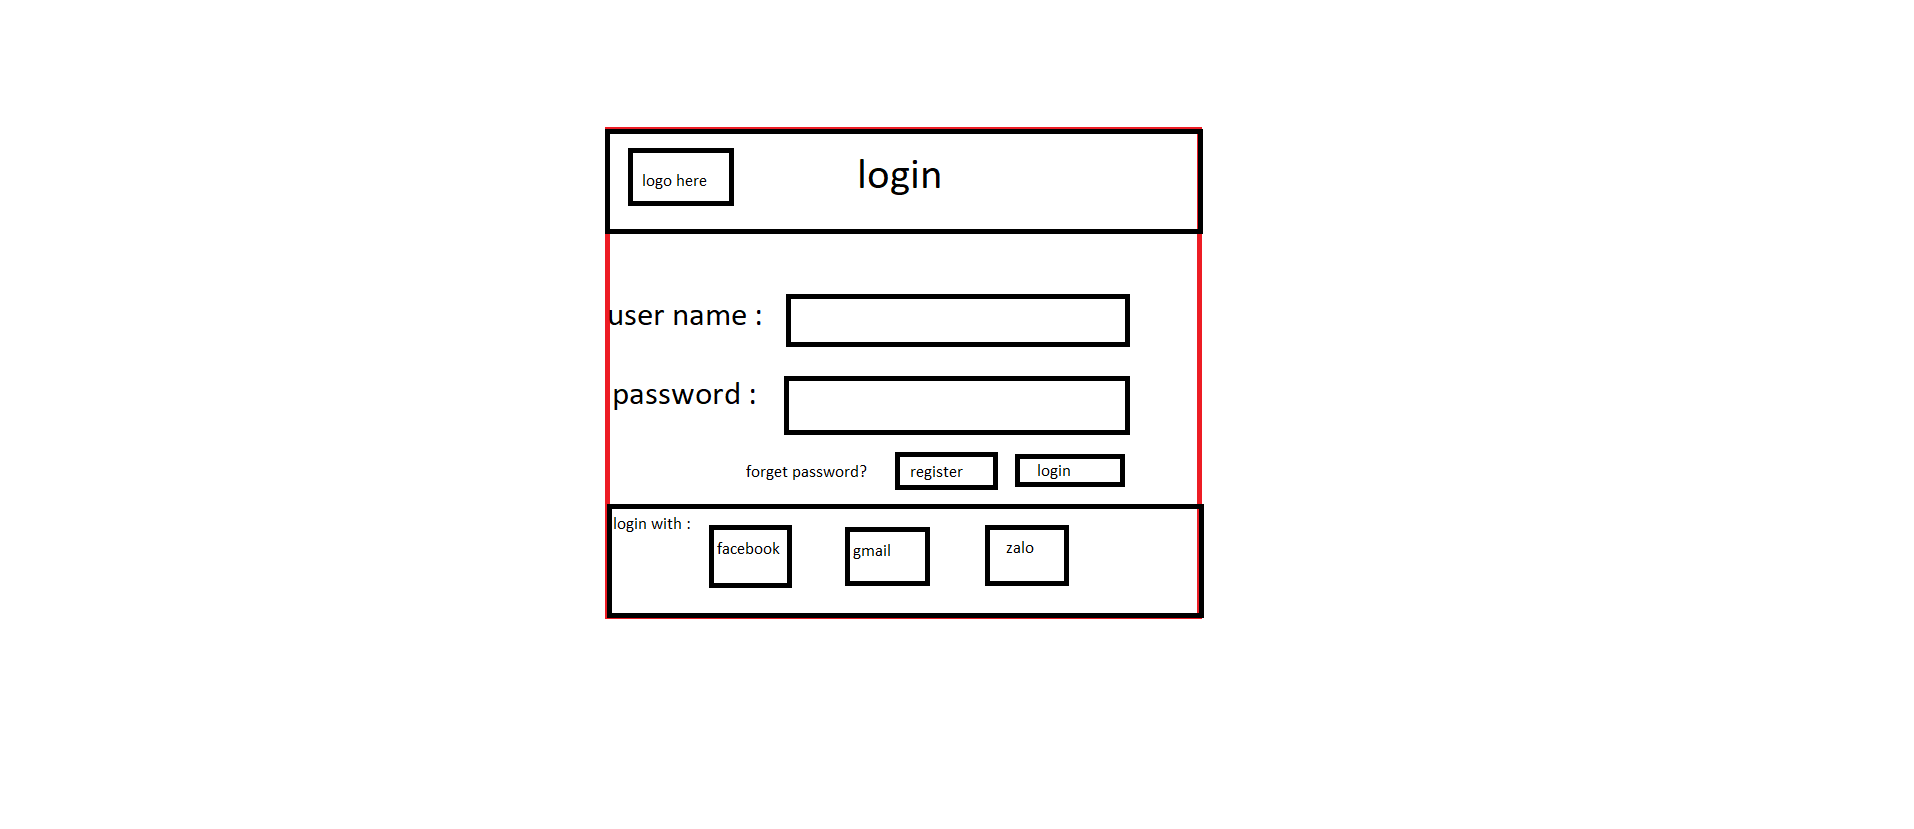 logo here
login
user name :
password :
forget password?
register
login
login with :
facebook
gmail
zalo